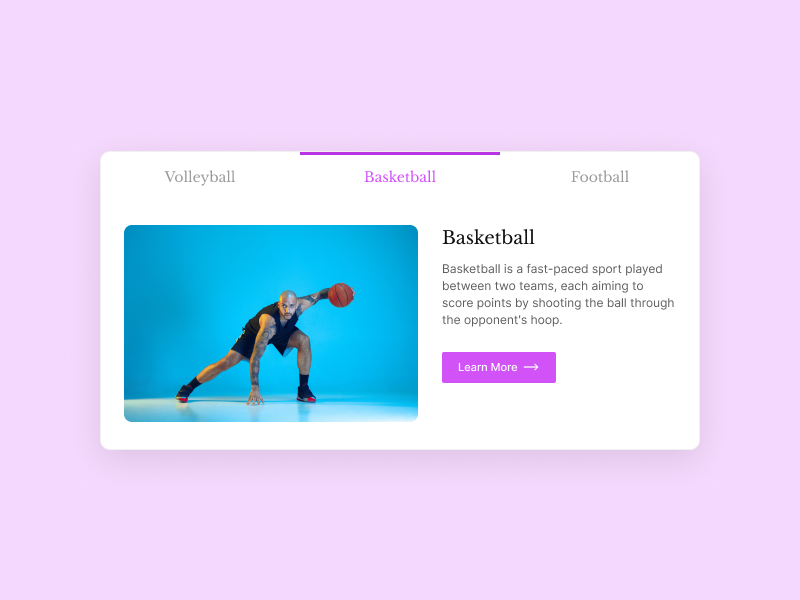 Volleyball
Basketball
Football
Basketball
Basketball is a fast-paced sport played
between two teams, each aiming to
score points by shooting the ball through
the opponent's hoop.
Learn More